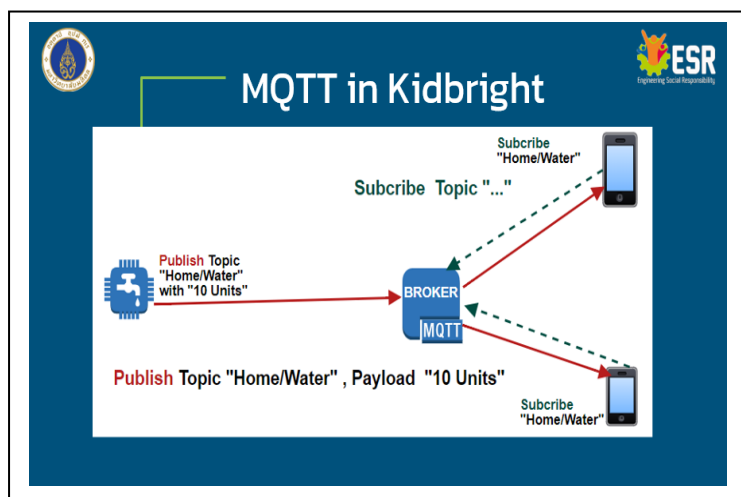 MQTT in Kidbright
ESR
Engineering Social Responsibility
Subcribe
"Home/Water"
Subcribe Topic "..."
Publish Topic
"Home/Water"
with "10 Units"
BROKER
MQTT
Publish Topic "Home/Water" , Payload "10 Units"
Subcribe
"Home/Water"